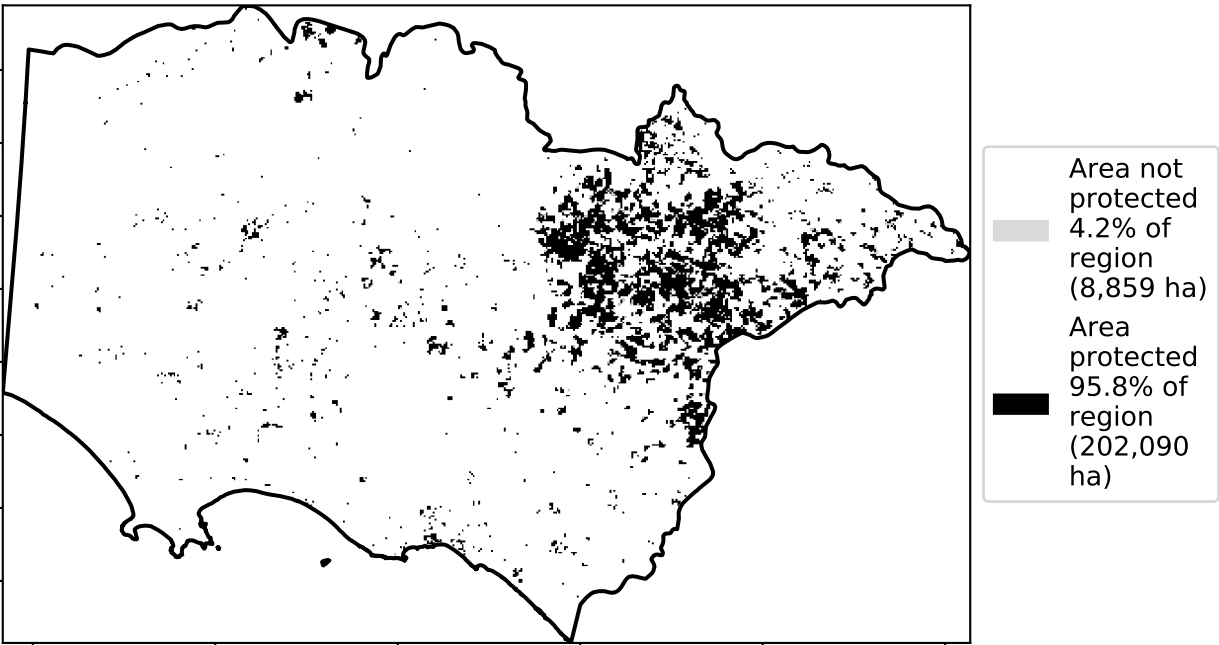 Area not
protected
4.2% of
region
(8,859 ha)
Area
protected
95.8% of
region
(202,090
ha)